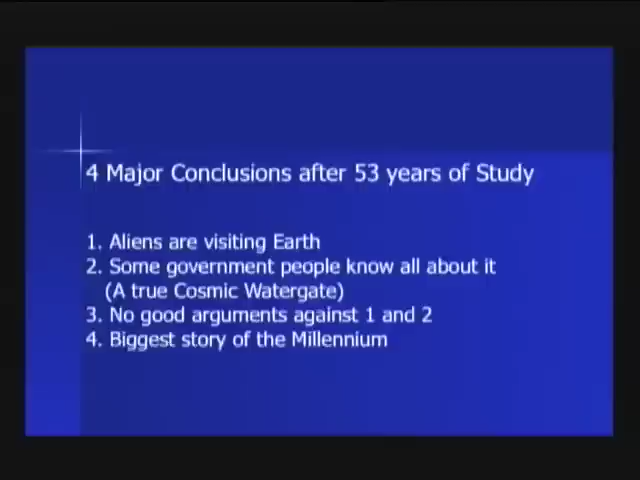 4 Major Conclusions after 53 years of Study
1. Aliens are visiting Earth
2. Some government people know all about it
(A true Cosmic Watergate)
3. No good arguments against 1 and 2
4. Biggest story of the Millennium